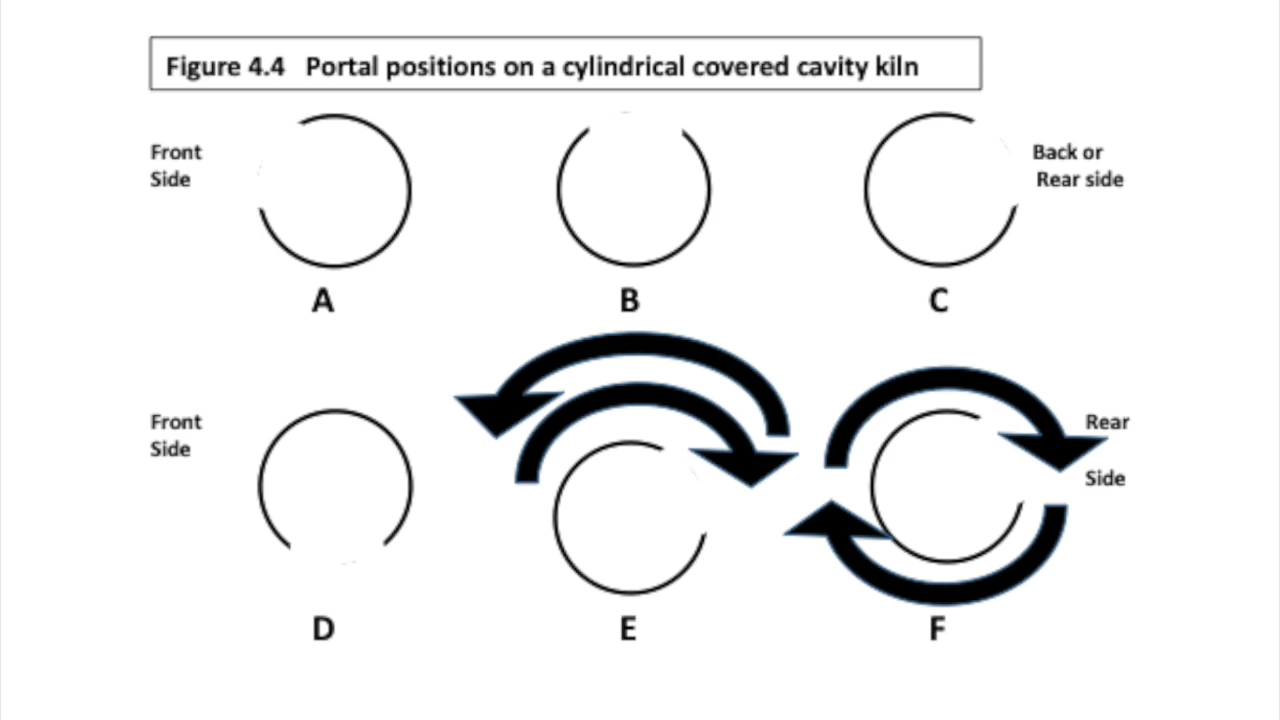 Figure 4.4 Portal positions on a cylindrical covered cavity kiln
Front
Side
Back or
Rear side
A
B
C
Front
Side
Rear
Side
D
E
F